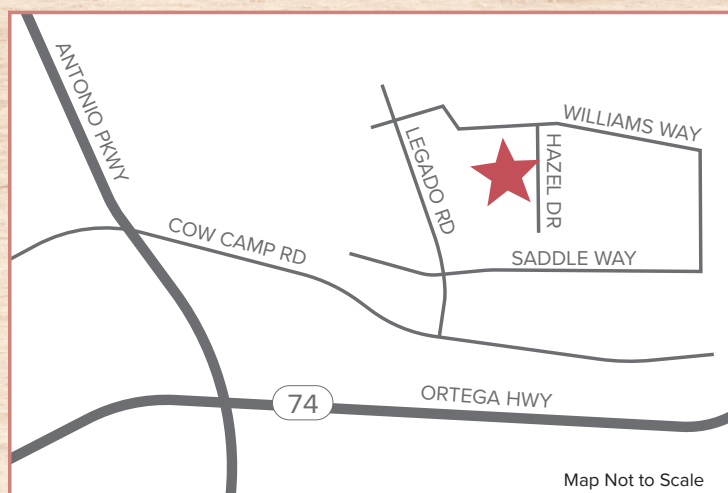 ANTONIO PKWY
WILLIAMS WAY
LEGADO RD
HAZEL DR
COW CAMP RD
SADDLE WAY
74
ORTEGA HWY
Map Not to Scale